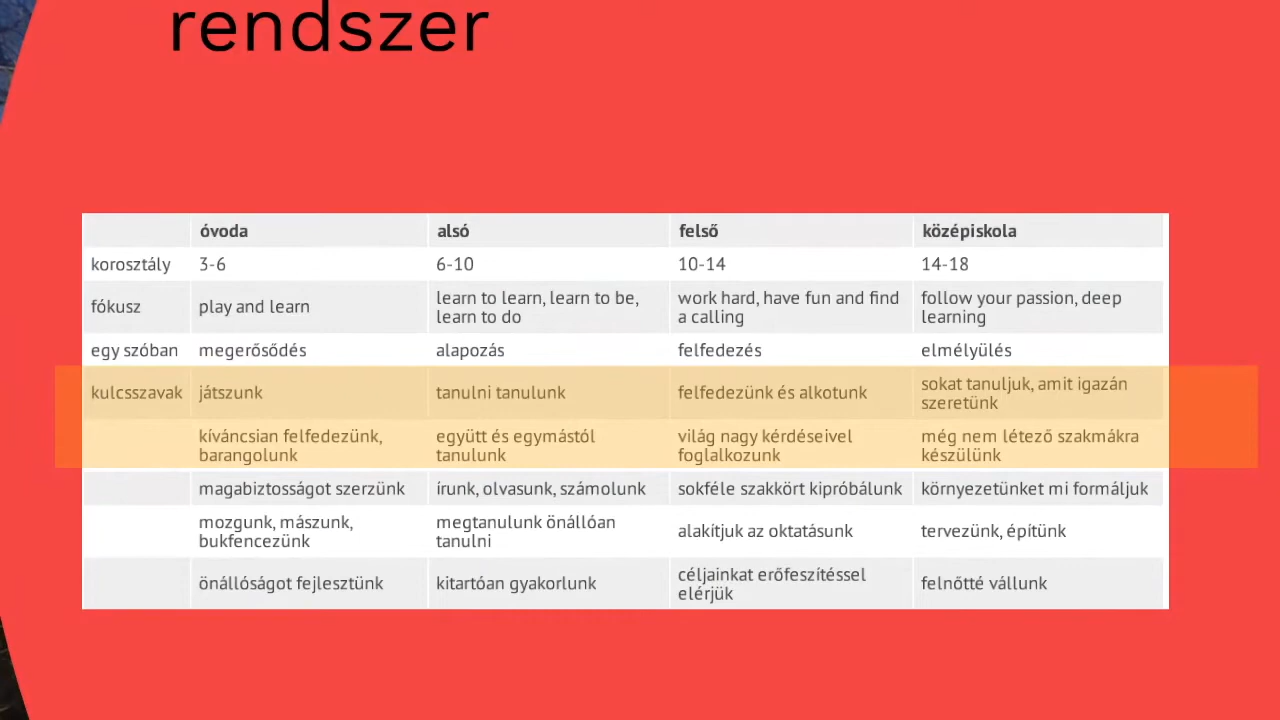 rendszer
óvoda alsó felső középiskola
korosztály 3-6 6-10 10-14 14-18
fókusz play and learn learn to learn, learn to be, learn to do work hard, have fun and find a calling follow your passion, deep learning
egy szóban megerősődés alapozás felfedezés elmélyülés
kulcsszavak játszunk tanulni tanulunk felfedezünk és alkotunk sokat tanuljuk, amit igazán szeretünk
kíváncsian felfedezünk, barangolunk együtt és egymástól tanulunk világ nagy kérdéseivel foglalkozunk még nem létező szakmákra készülünk
magabiztosságot szerzünk írunk, olvasunk, számolunk sokféle szakkört kipróbálunk környezetünket mi formáljuk
mozgunk, mászunk, bukfencezünk megtanulunk önállóan tanulni alakítjuk az oktatásunk tervezünk, építünk
önállóságot fejlesztünk kitartóan gyakorlunk céljainkat erőfeszítéssel elérjük felnőtté vállunk